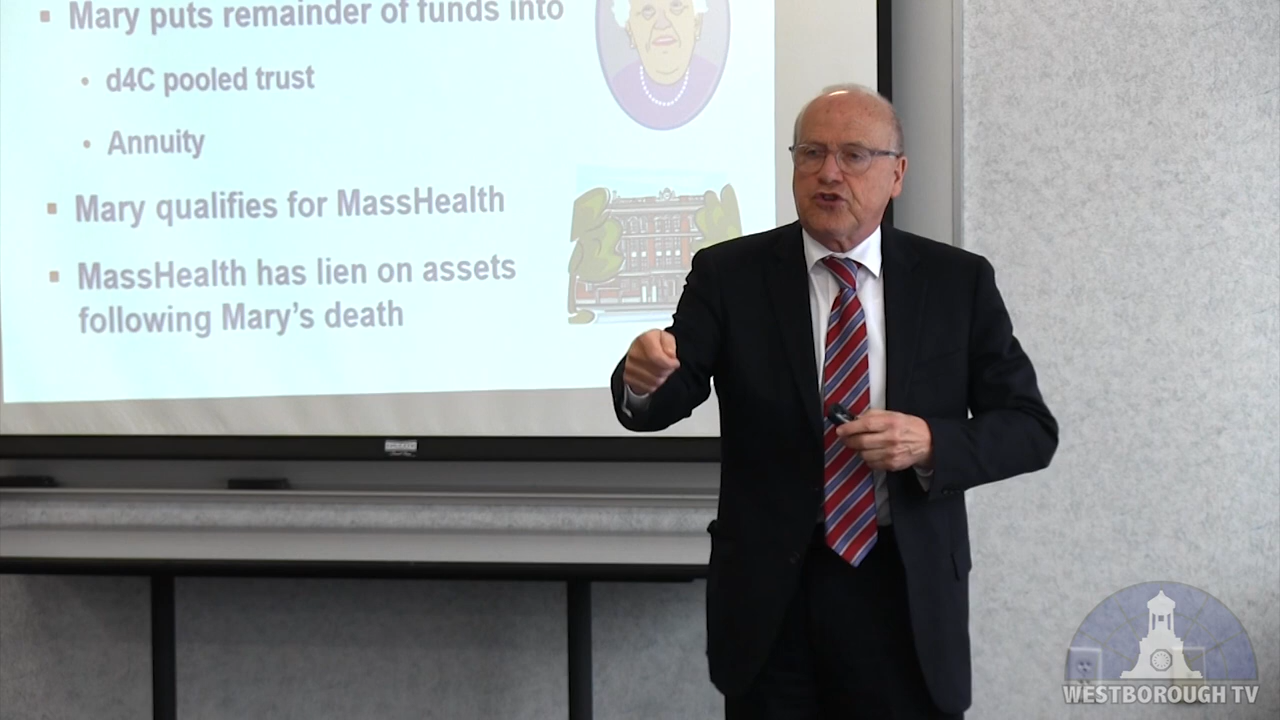 Mary puts remainder of funds into
d4C pooled trust
Annuity
Mary qualifies for MassHealth
MassHealth has lien on assets
following Mary's death
WESTBOROUGH TV